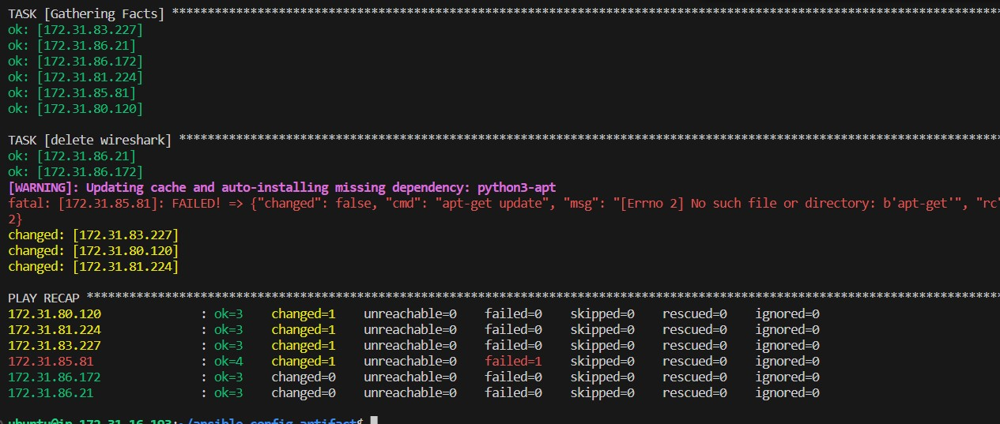 TASK [Gathering Facts] ********************************************************************************************************************
ok: [172.31.83.227]
ok: [172.31.86.21]
ok: [172.31.86.172]
ok: [172.31.81.224]
ok: [172.31.85.81]
ok: [172.31.80.120]
TASK [delete wireshark] *******************************************************************************************************************
ok: [172.31.86.21]
ok: [172.31.86.172]
[WARNING]: Updating cache and auto-installing missing dependency: python3-apt
fatal: [172.31.85.81]: FAILED! => {"changed": false, "cmd": "apt-get update", "msg": "[Errno 2] No such file or directory: b'apt-get'", "rc"
2}
changed: [172.31.83.227]
changed: [172.31.80.120]
changed: [172.31.81.224]
PLAY RECAP ********************************************************************************************************************************
172.31.80.120 : ok=3 changed=1 unreachable=0 failed=0 skipped=0 rescued=0 ignored=0
172.31.81.224 : ok=3 changed=1 unreachable=0 failed=0 skipped=0 rescued=0 ignored=0
172.31.83.227 : ok=3 changed=1 unreachable=0 failed=0 skipped=0 rescued=0 ignored=0
172.31.85.81 : ok=4 changed=1 unreachable=0 failed=1 skipped=0 rescued=0 ignored=0
172.31.86.172 : ok=3 changed=0 unreachable=0 failed=0 skipped=0 rescued=0 ignored=0
172.31.86.21 : ok=3 changed=0 unreachable=0 failed=0 skipped=0 rescued=0 ignored=0
ubuntu@ip-172-31-16-193:~/ansible-config-artifact$